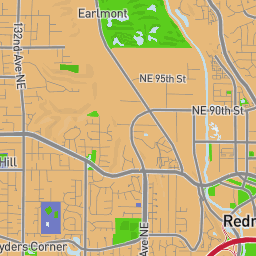 Earlmont
132nd Ave NE
NE 95th St
NE 90th St
Hill
Redm
Ave NE
yders Corner